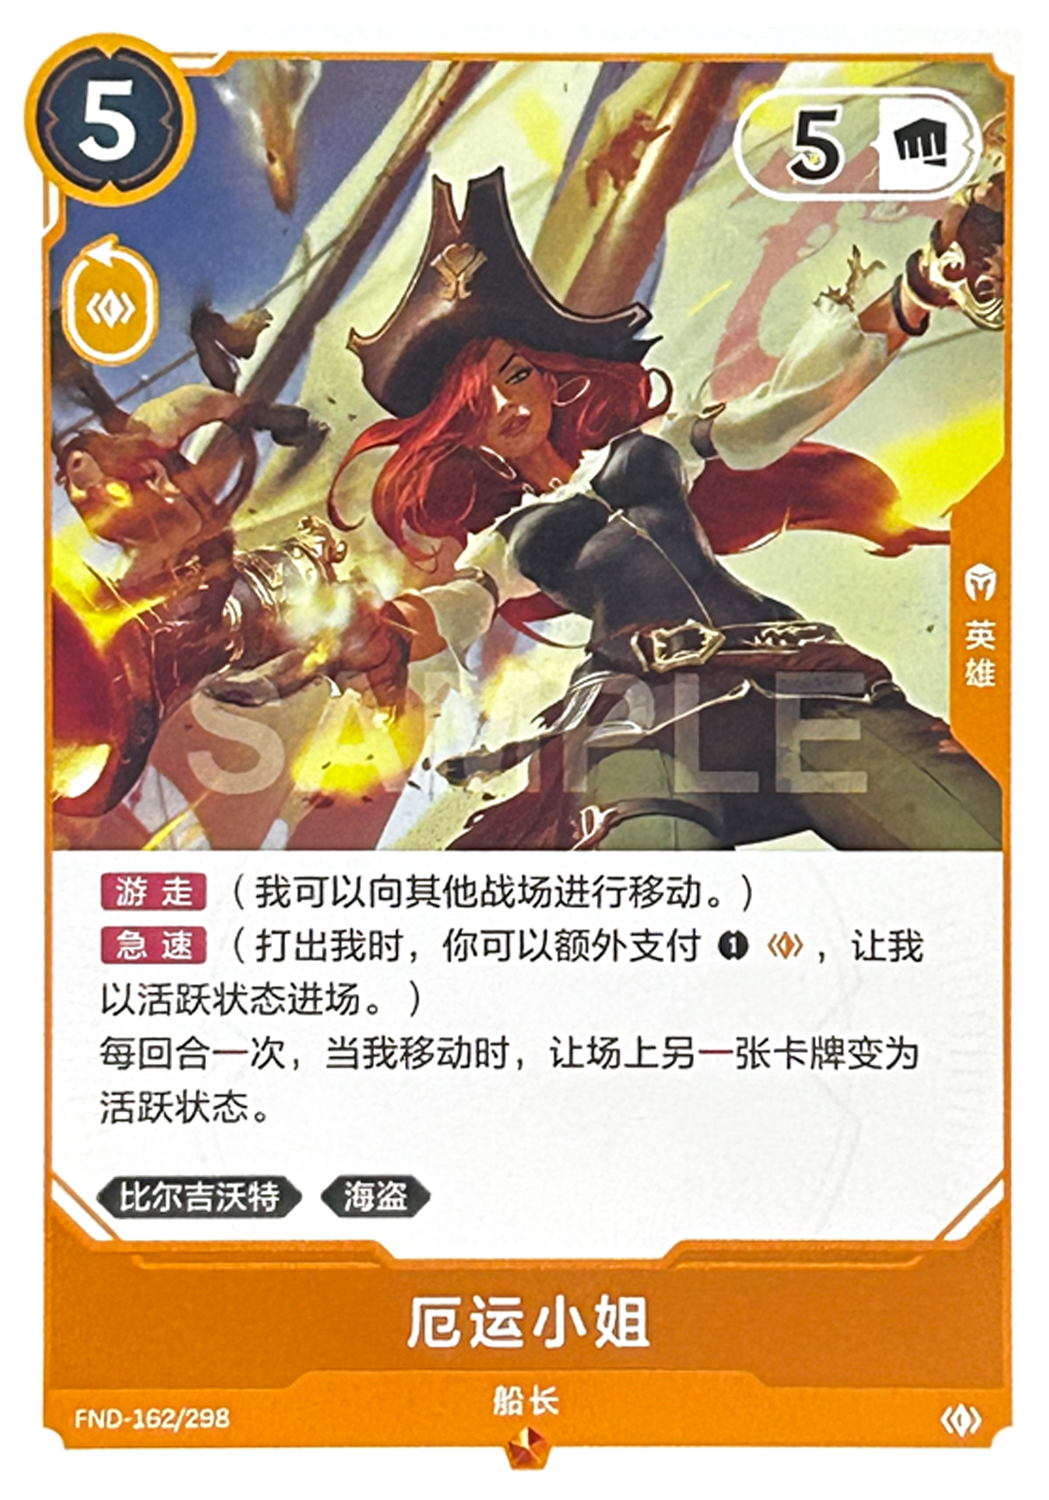 5
5
英雄
SAMPLE
游走（我可以向其他战场进行移动。）
急速（打出我时，你可以额外支付 1 ，让我
以活跃状态进场。）
每回合一次，当我移动时，让场上另一张卡牌变为
活跃状态。
比尔吉沃特 海盗
厄运小姐
船长
FND-162/298